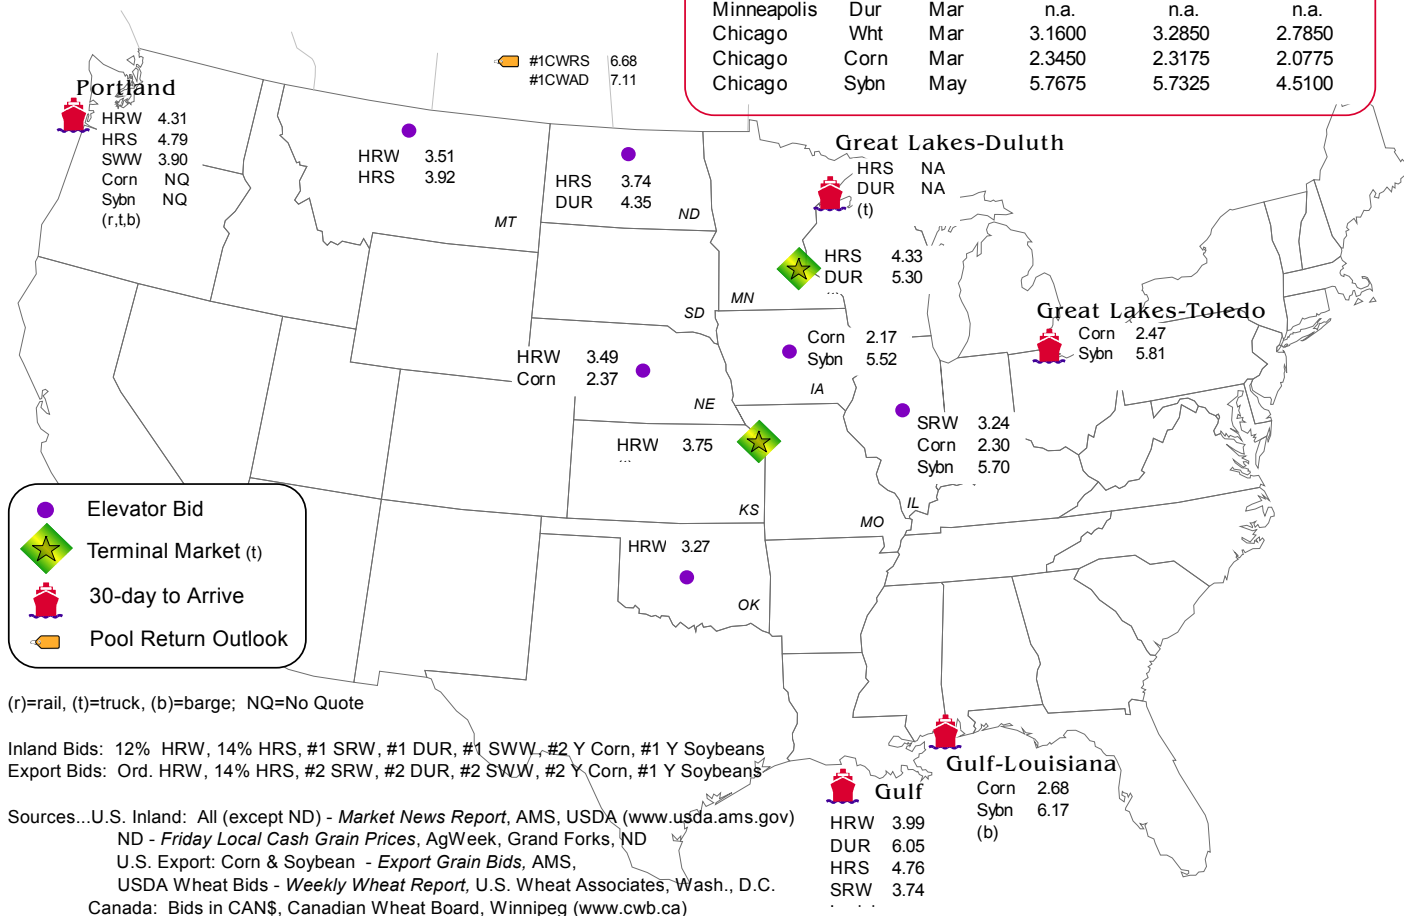 Minneapolis Dur Mar n.a. n.a. n.a.
Chicago Wht Mar 3.1600 3.2850 2.7850
Chicago Corn Mar 2.3450 2.3175 2.0775
Chicago Sybn May 5.7675 5.7325 4.5100
#1CWRS 6.68
#1CWAD 7.11
Portland
HRW 4.31
HRS 4.79
SWW 3.90
Corn NQ
Sybn NQ
(r,t,b)
HRW 3.51
HRS 3.92
MT
HRS 3.74
DUR 4.35
ND
Great Lakes-Duluth
HRS NA
DUR NA
(t)
HRS 4.33
DUR 5.30
MN
SD
Great Lakes-Toledo
Corn 2.47
Sybn 5.81
Corn 2.17
Sybn 5.52
IA
HRW 3.49
Corn 2.37
NE
SRW 3.24
Corn 2.30
Sybn 5.70
IL
HRW 3.75
KS
MO
HRW 3.27
OK
Elevator Bid
Terminal Market (t)
30-day to Arrive
Pool Return Outlook
(r)=rail, (t)=truck, (b)=barge; NQ=No Quote
Inland Bids: 12% HRW, 14% HRS, #1 SRW, #1 DUR, #1 SWW, #2 Y Corn, #1 Y Soybeans
Export Bids: Ord. HRW, 14% HRS, #2 SRW, #2 DUR, #2 SWW, #2 Y Corn, #1 Y Soybeans
Sources...U.S. Inland: All (except ND) - Market News Report, AMS, USDA (www.usda.ams.gov)
ND - Friday Local Cash Grain Prices, AgWeek, Grand Forks, ND
U.S. Export: Corn & Soybean - Export Grain Bids, AMS,
USDA Wheat Bids - Weekly Wheat Report, U.S. Wheat Associates, Wash., D.C.
Canada: Bids in CAN$, Canadian Wheat Board, Winnipeg (www.cwb.ca)
Gulf
HRW 3.99
DUR 6.05
HRS 4.76
SRW 3.74
Gulf-Louisiana
Corn 2.68
Sybn 6.17
(b)